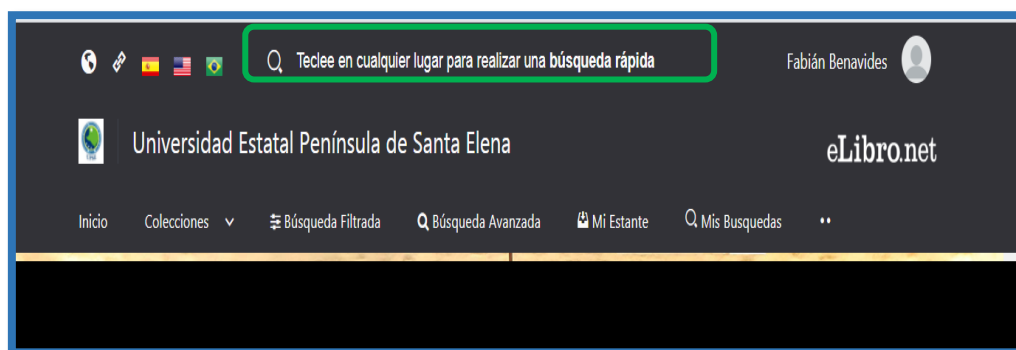 Teclee en cualquier lugar para realizar una búsqueda rápida
Fabián Benavides
Universidad Estatal Península de Santa Elena
eLibro.net
Inicio Colecciones Búsqueda Filtrada Búsqueda Avanzada Mi Estante Mis Busquedas ••